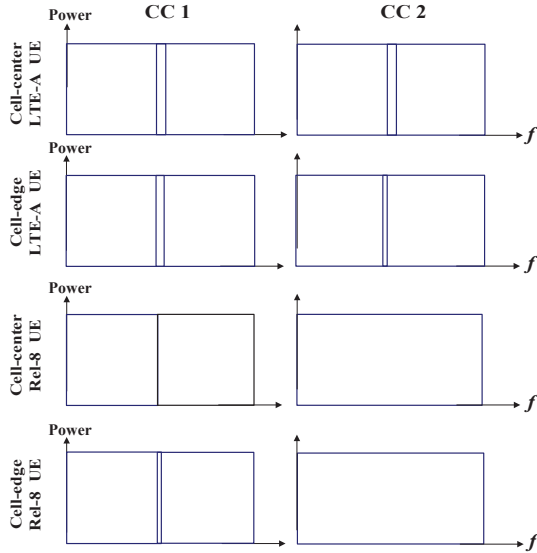 CC 1
CC 2
Power
Cell-center
LTE-A UE
f
Power
Cell-edge
LTE-A UE
f
Power
Cell-center
Rel-8 UE
f
Power
Cell-edge
Rel-8 UE
f